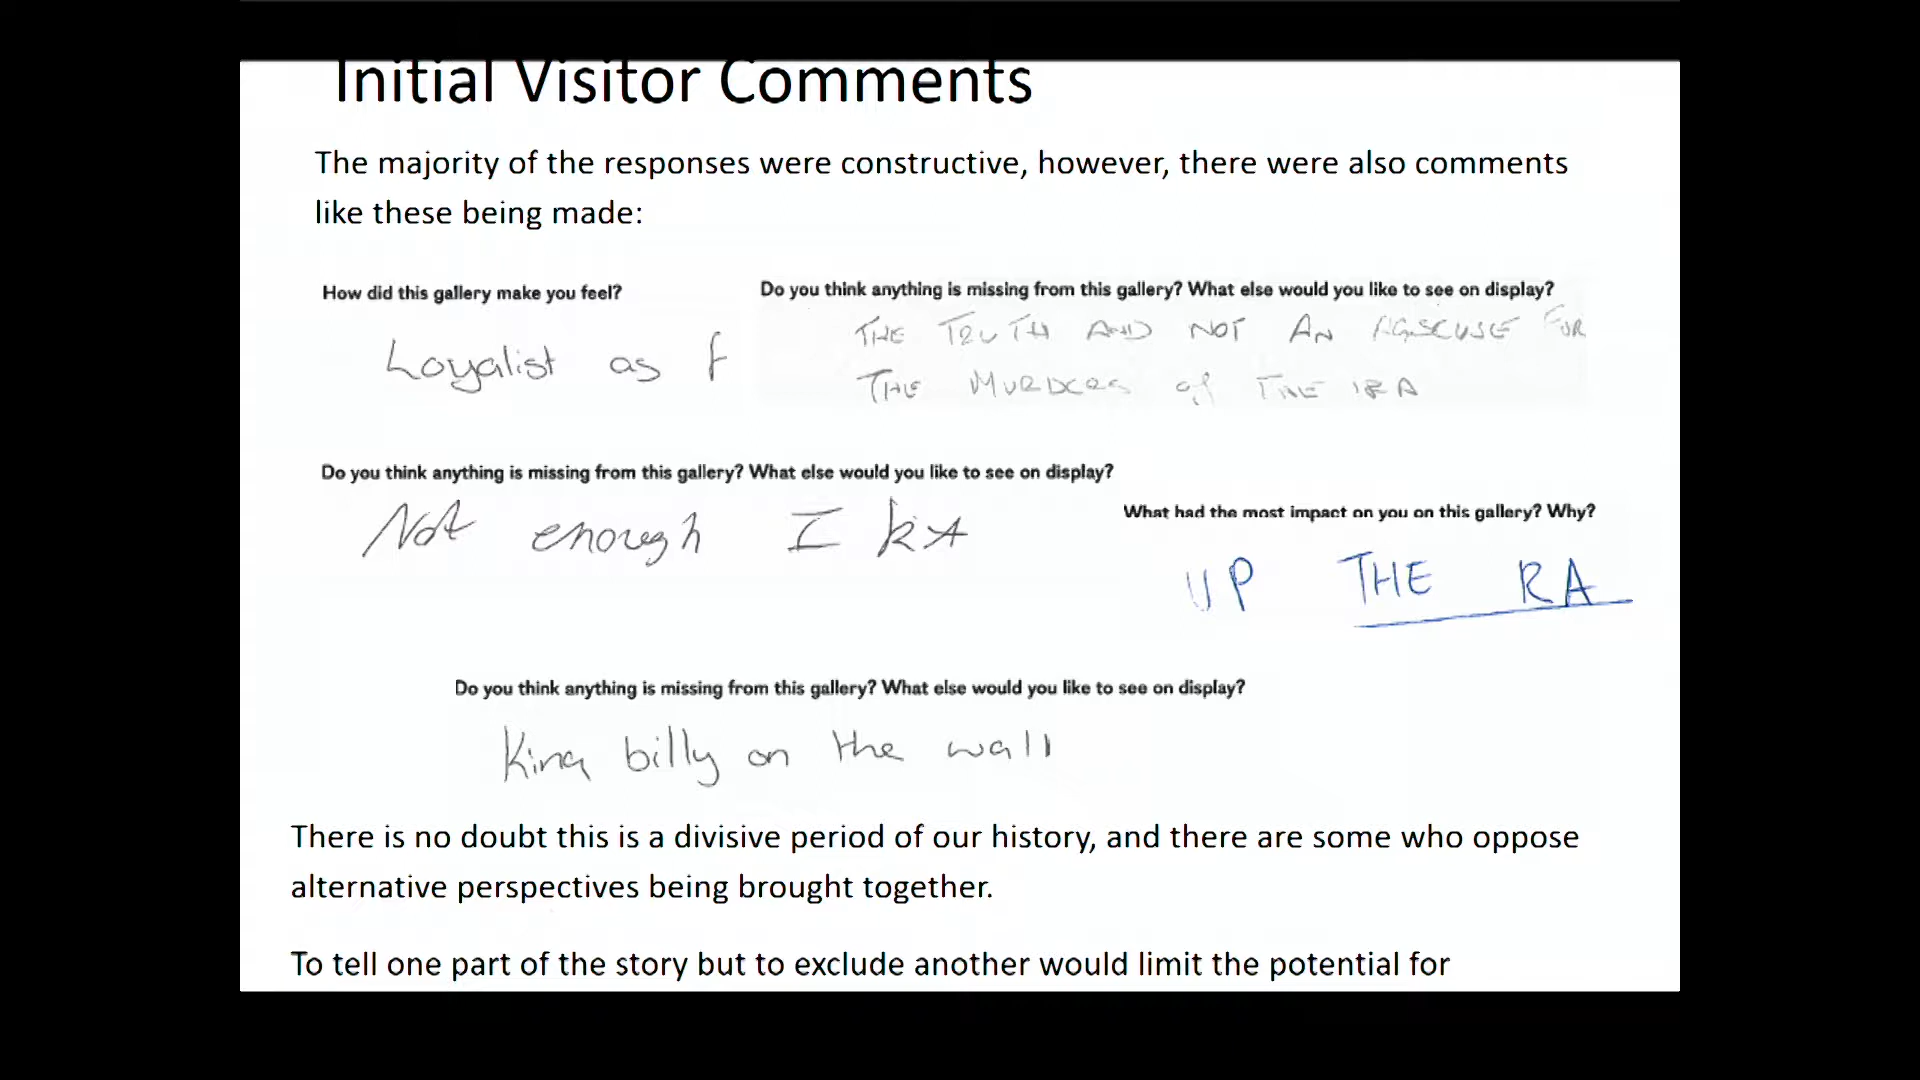 Initial Visitor Comments
The majority of the responses were constructive, however, there were also comments
like these being made:
How did this gallery make you feel?
Loyalist as f
Do you think anything is missing from this gallery? What else would you like to see on display?
THE TRUTH AND NOT AN FOR
THE MURDERS of THE IRA
Do you think anything is missing from this gallery? What else would you like to see on display?
Not enough I RA
What had the most impact on you on this gallery? Why?
UP THE RA
Do you think anything is missing from this gallery? What else would you like to see on display?
King billy on the wall
There is no doubt this is a divisive period of our history, and there are some who oppose
alternative perspectives being brought together.
To tell one part of the story but to exclude another would limit the potential for